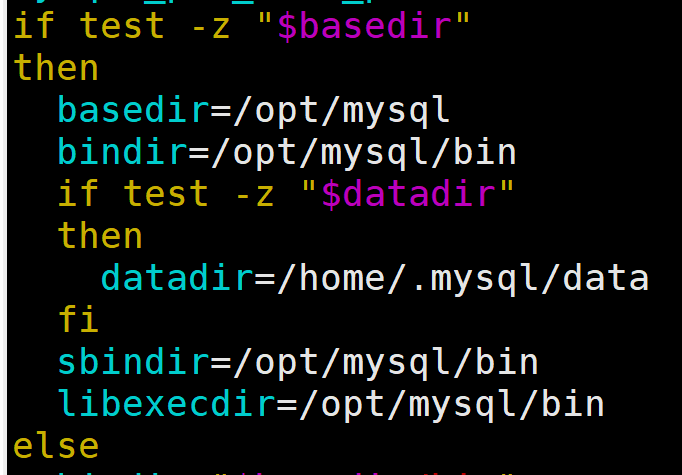 if test -z "$basedir"
then
  basedir=/opt/mysql
  bindir=/opt/mysql/bin
  if test -z "$datadir"
  then
    datadir=/home/.mysql/data
  fi
  sbindir=/opt/mysql/bin
  libexecdir=/opt/mysql/bin
else